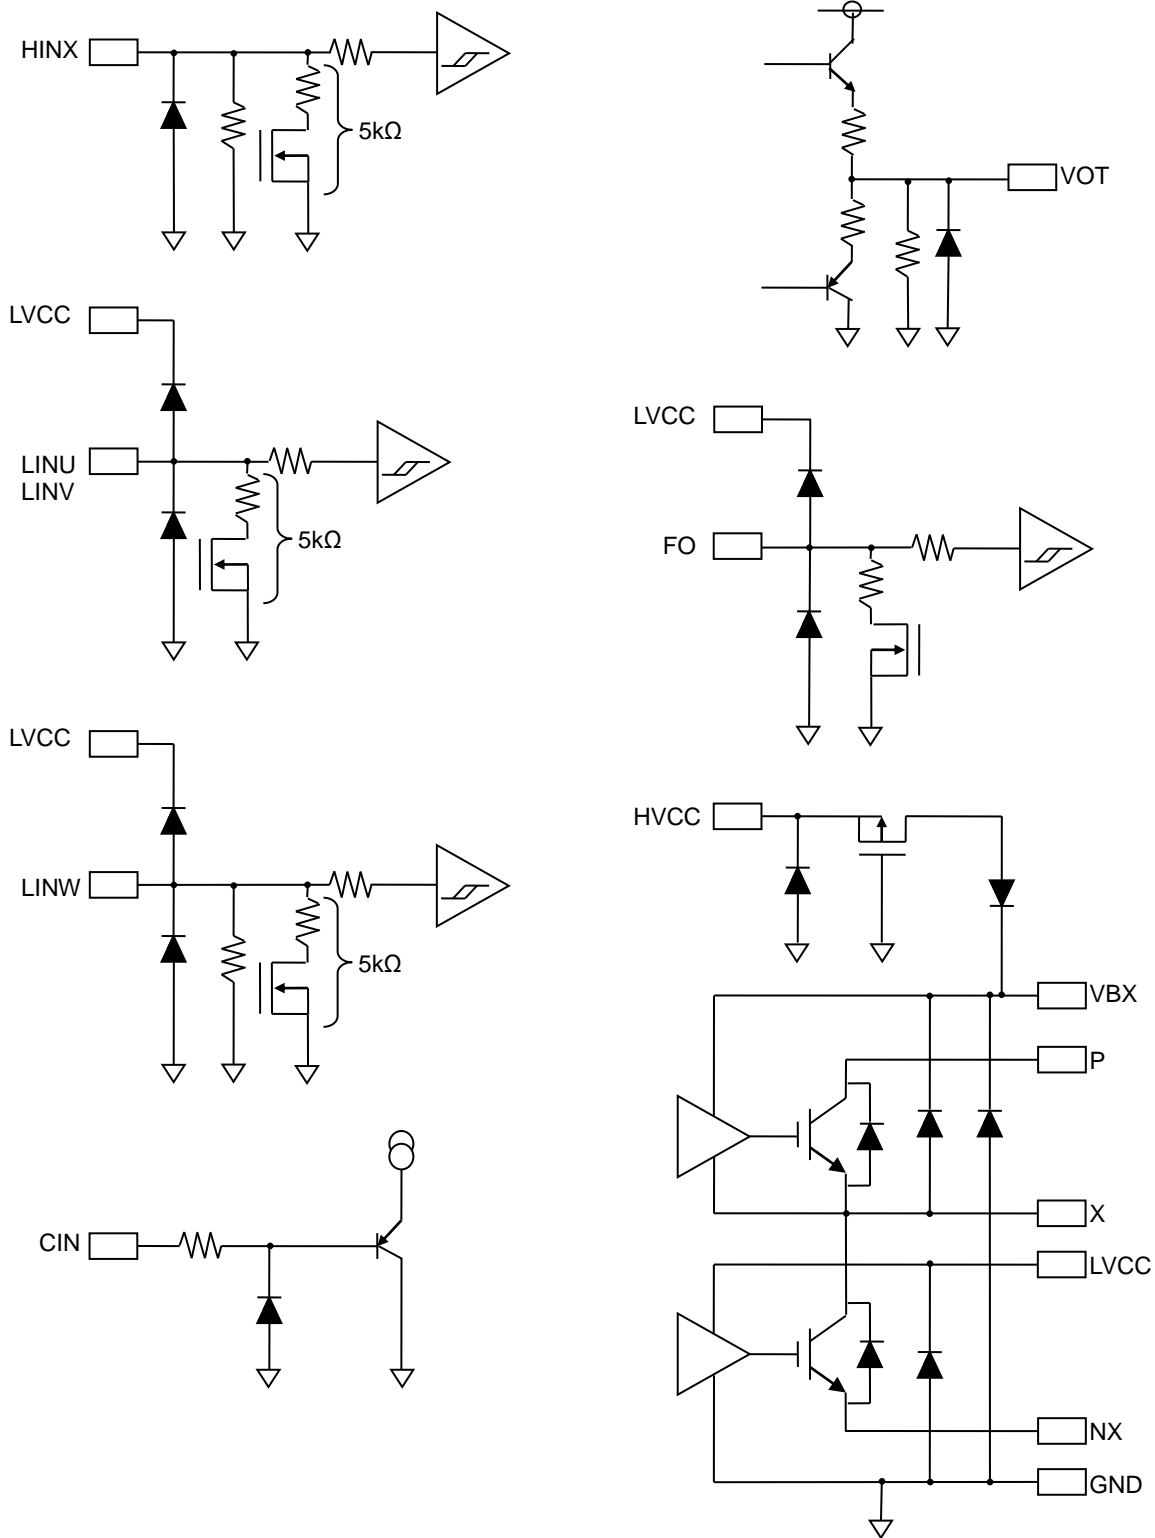 HINX
5kΩ
LVCC
LINU
LINV
5kΩ
LVCC
LINW
5kΩ
CIN
VOT
LVCC
FO
HVCC
VBX
P
X
LVCC
NX
GND